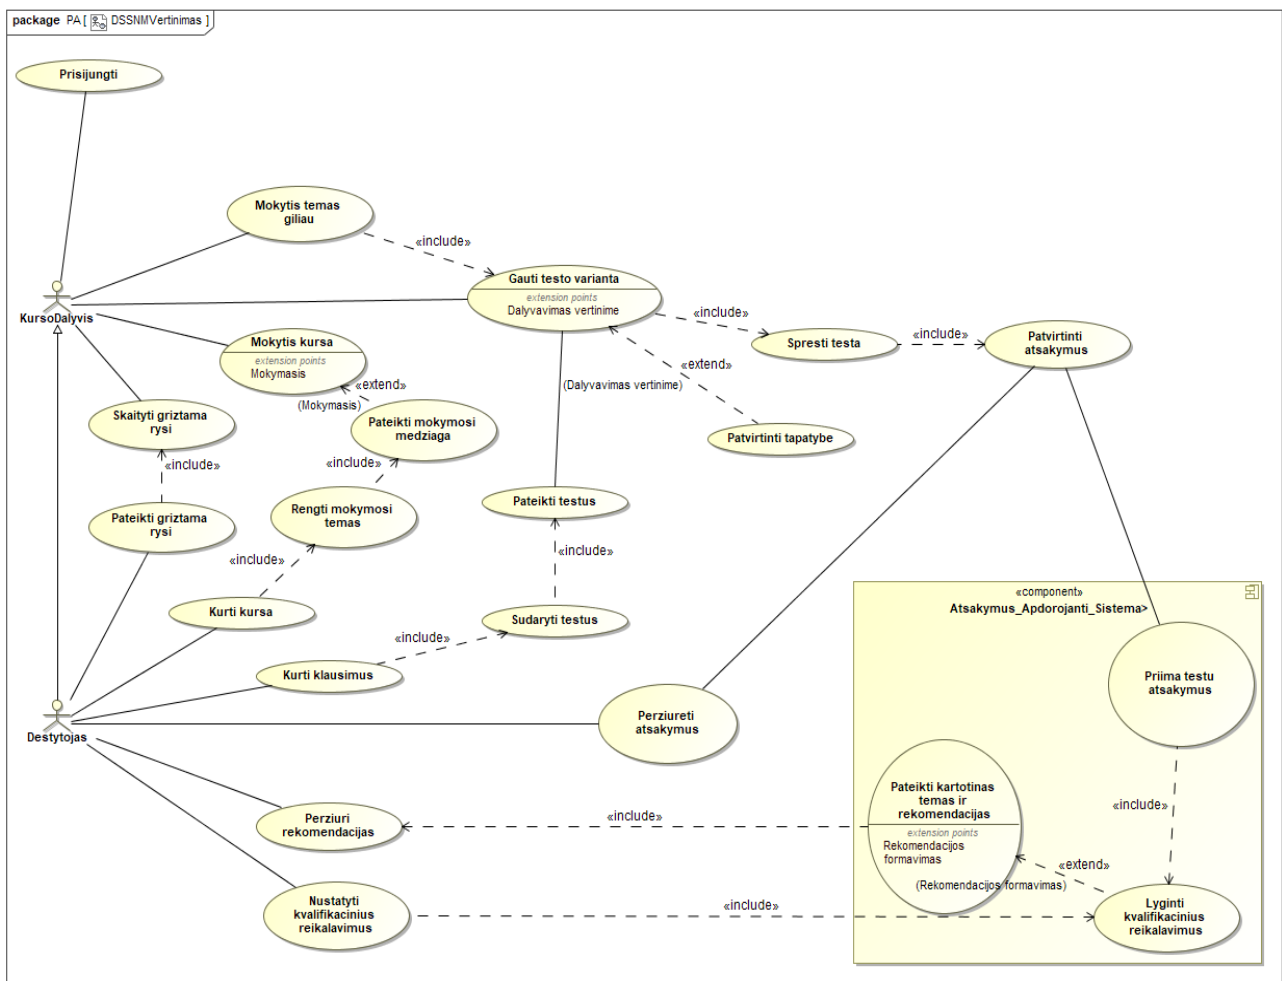 package PA [ DSSNMVertinimas ]
Prisijungti
Mokytis temas
giliau
«include»
Gauti testo varianta
extension points
Dalyvavimas vertinime
KursoDalyvis
«include»
«include»
Mokytis kursa
extension points
Mokymasis
Spresti testa
Patvirtinti
atsakymus
«extend»
«extend»
(Dalyvavimas vertinime)
(Mokymasis)
Skaityti griztama
rysi
Pateikti mokymosi
medziaga
Patvirtinti tapatybe
«include»
«include»
Pateikti testus
Rengti mokymosi
temas
Pateikti griztama
rysi
«include»
«include»
«component»
Atsakymus_Apdorojanti_Sistema>
Kurti kursa
Sudaryti testus
«include»
Kurti klausimus
Priima testu
atsakymus
Perziureti
atsakymus
Destytojas
Pateikti kartotinas
temas ir
rekomendacijas
extension points
Rekomendacijos
formavimas
«include»
Perziuri
rekomendacijas
«include»
«extend»
(Rekomendacijos formavimas)
Nustatyti
kvalifikacinius
reikalavimus
«include»
Lyginti
kvalifikacinius
reikalavimus